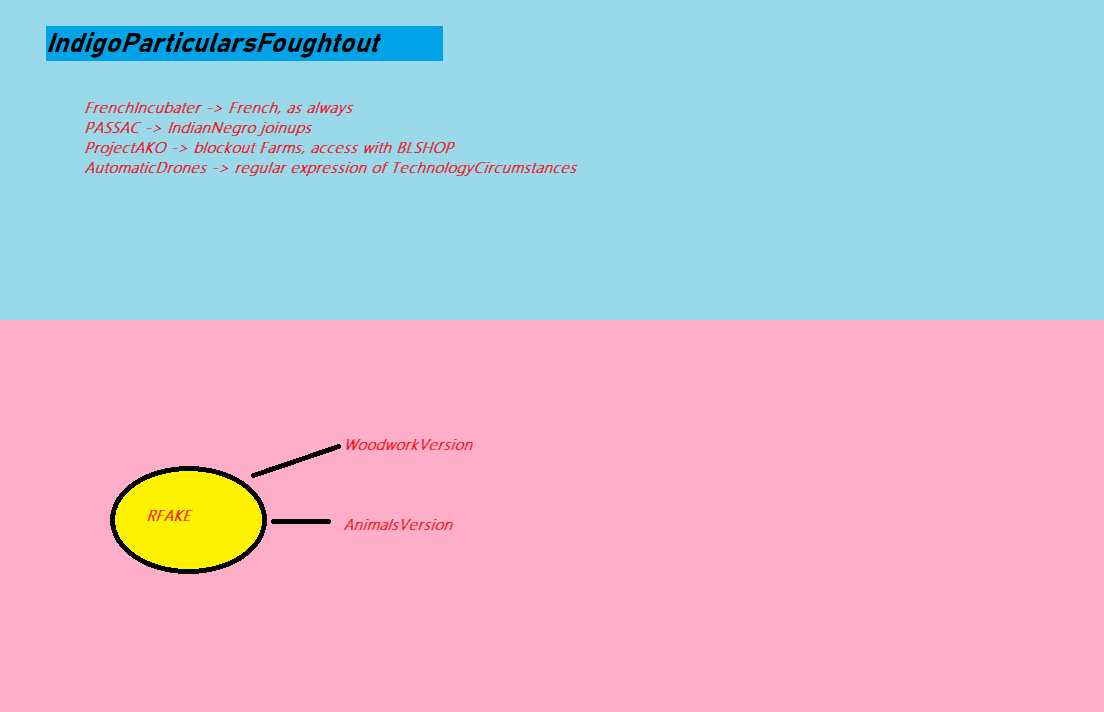 IndigoParticularsFoughtout
FrenchIncubater -> French, as always
PASSAC -> IndianNegro joinups
ProjectAKO -> blockout Farms, access with BLSHOP
AutomaticDrones -> regular expression of TechnologyCircumstances
WoodworkVersion
RFAKE
AnimalsVersion